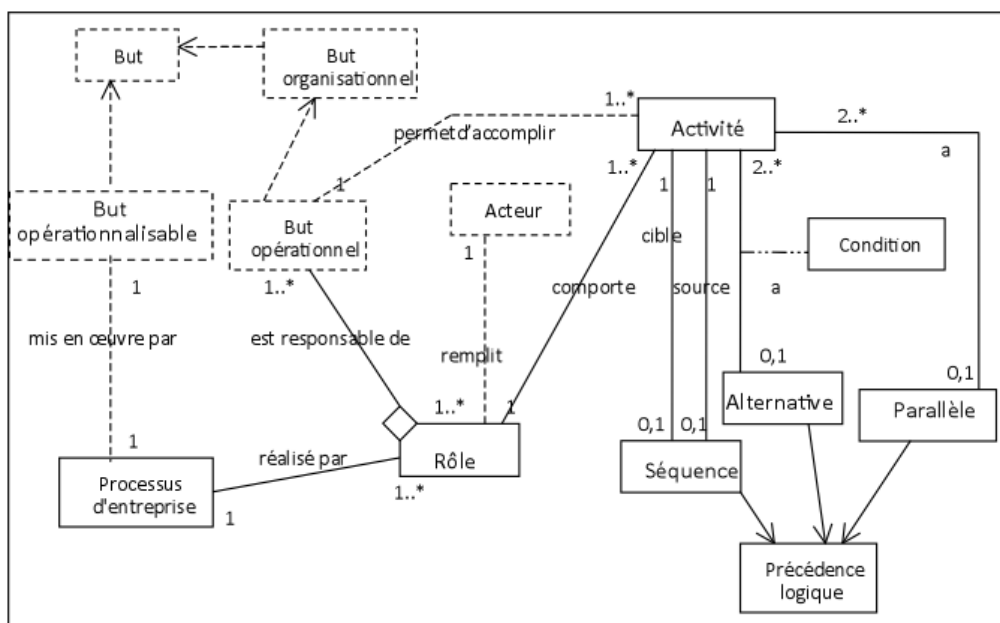 But
But
organisationnel
1..*
permet d'accomplir
Activité
2..*
a
1..*
1
1
2..*
But
opérationnalisable
1
But
opérationnel
Acteur
1
cible
Condition
1
1..*
comporte
source
a
mis en œuvre par
est responsable de
remplit
0,1
0,1
1..*
1
Alternative
Parallèle
1
réalisé par
Rôle
0,1
0,1
Séquence
Processus
d'entreprise
1..*
1
Précédence
logique